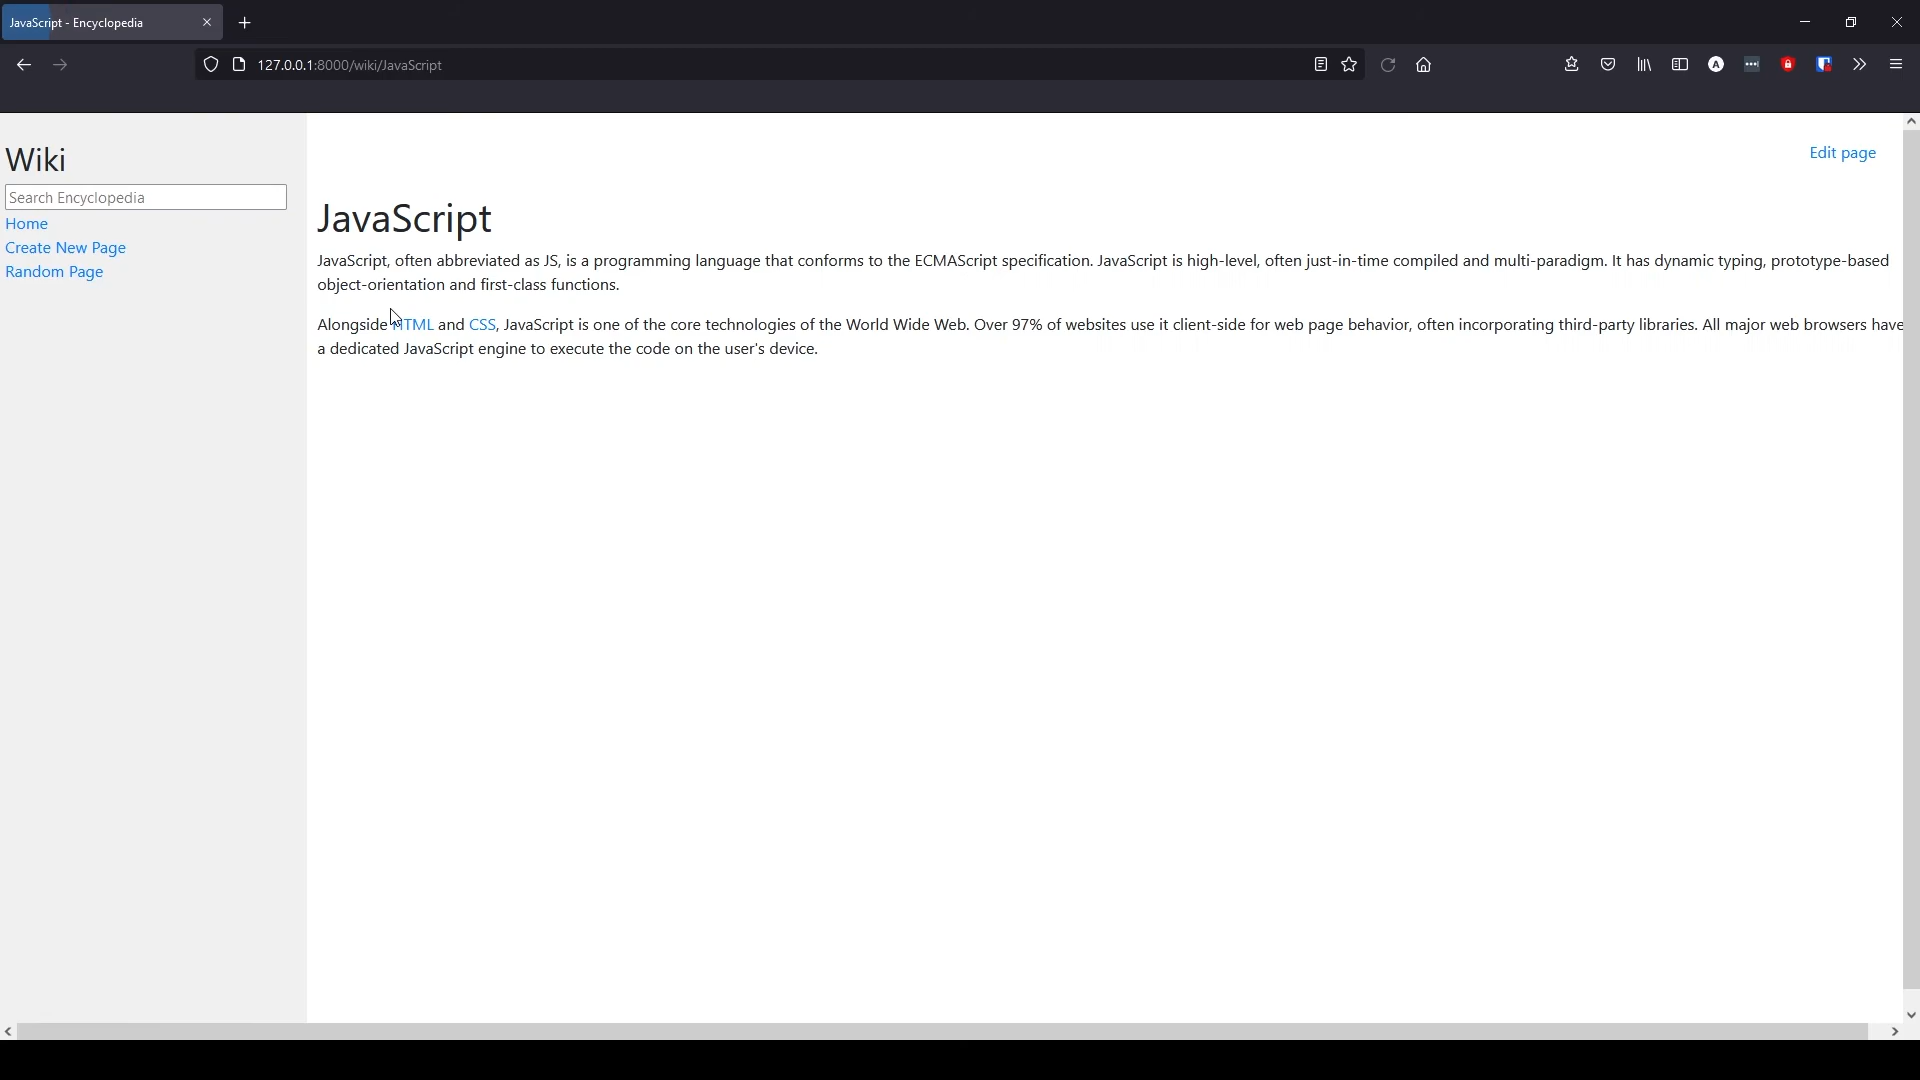 JavaScript - Encyclopedia
127.0.0.1:8000/wiki/JavaScript
A
Wiki
Search Encyclopedia
Home
Create New Page
Random Page
Edit page
JavaScript
JavaScript, often abbreviated as JS, is a programming language that conforms to the ECMAScript specification. JavaScript is high-level, often just-in-time compiled and multi-paradigm. It has dynamic typing, prototype-based
object-orientation and first-class functions.
Alongside HTML and CSS, JavaScript is one of the core technologies of the World Wide Web. Over 97% of websites use it client-side for web page behavior, often incorporating third-party libraries. All major web browsers have
a dedicated JavaScript engine to execute the code on the user's device.